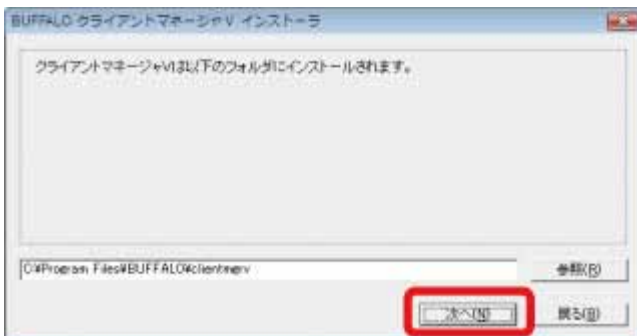 BUFFALO クライアントマネージャV インストーラ
クライアントマネージャVは以下のフォルダにインストールされます。
C:¥Program Files¥BUFFALO¥clientmgrv
参照(R)
次へ(N)
戻る(B)